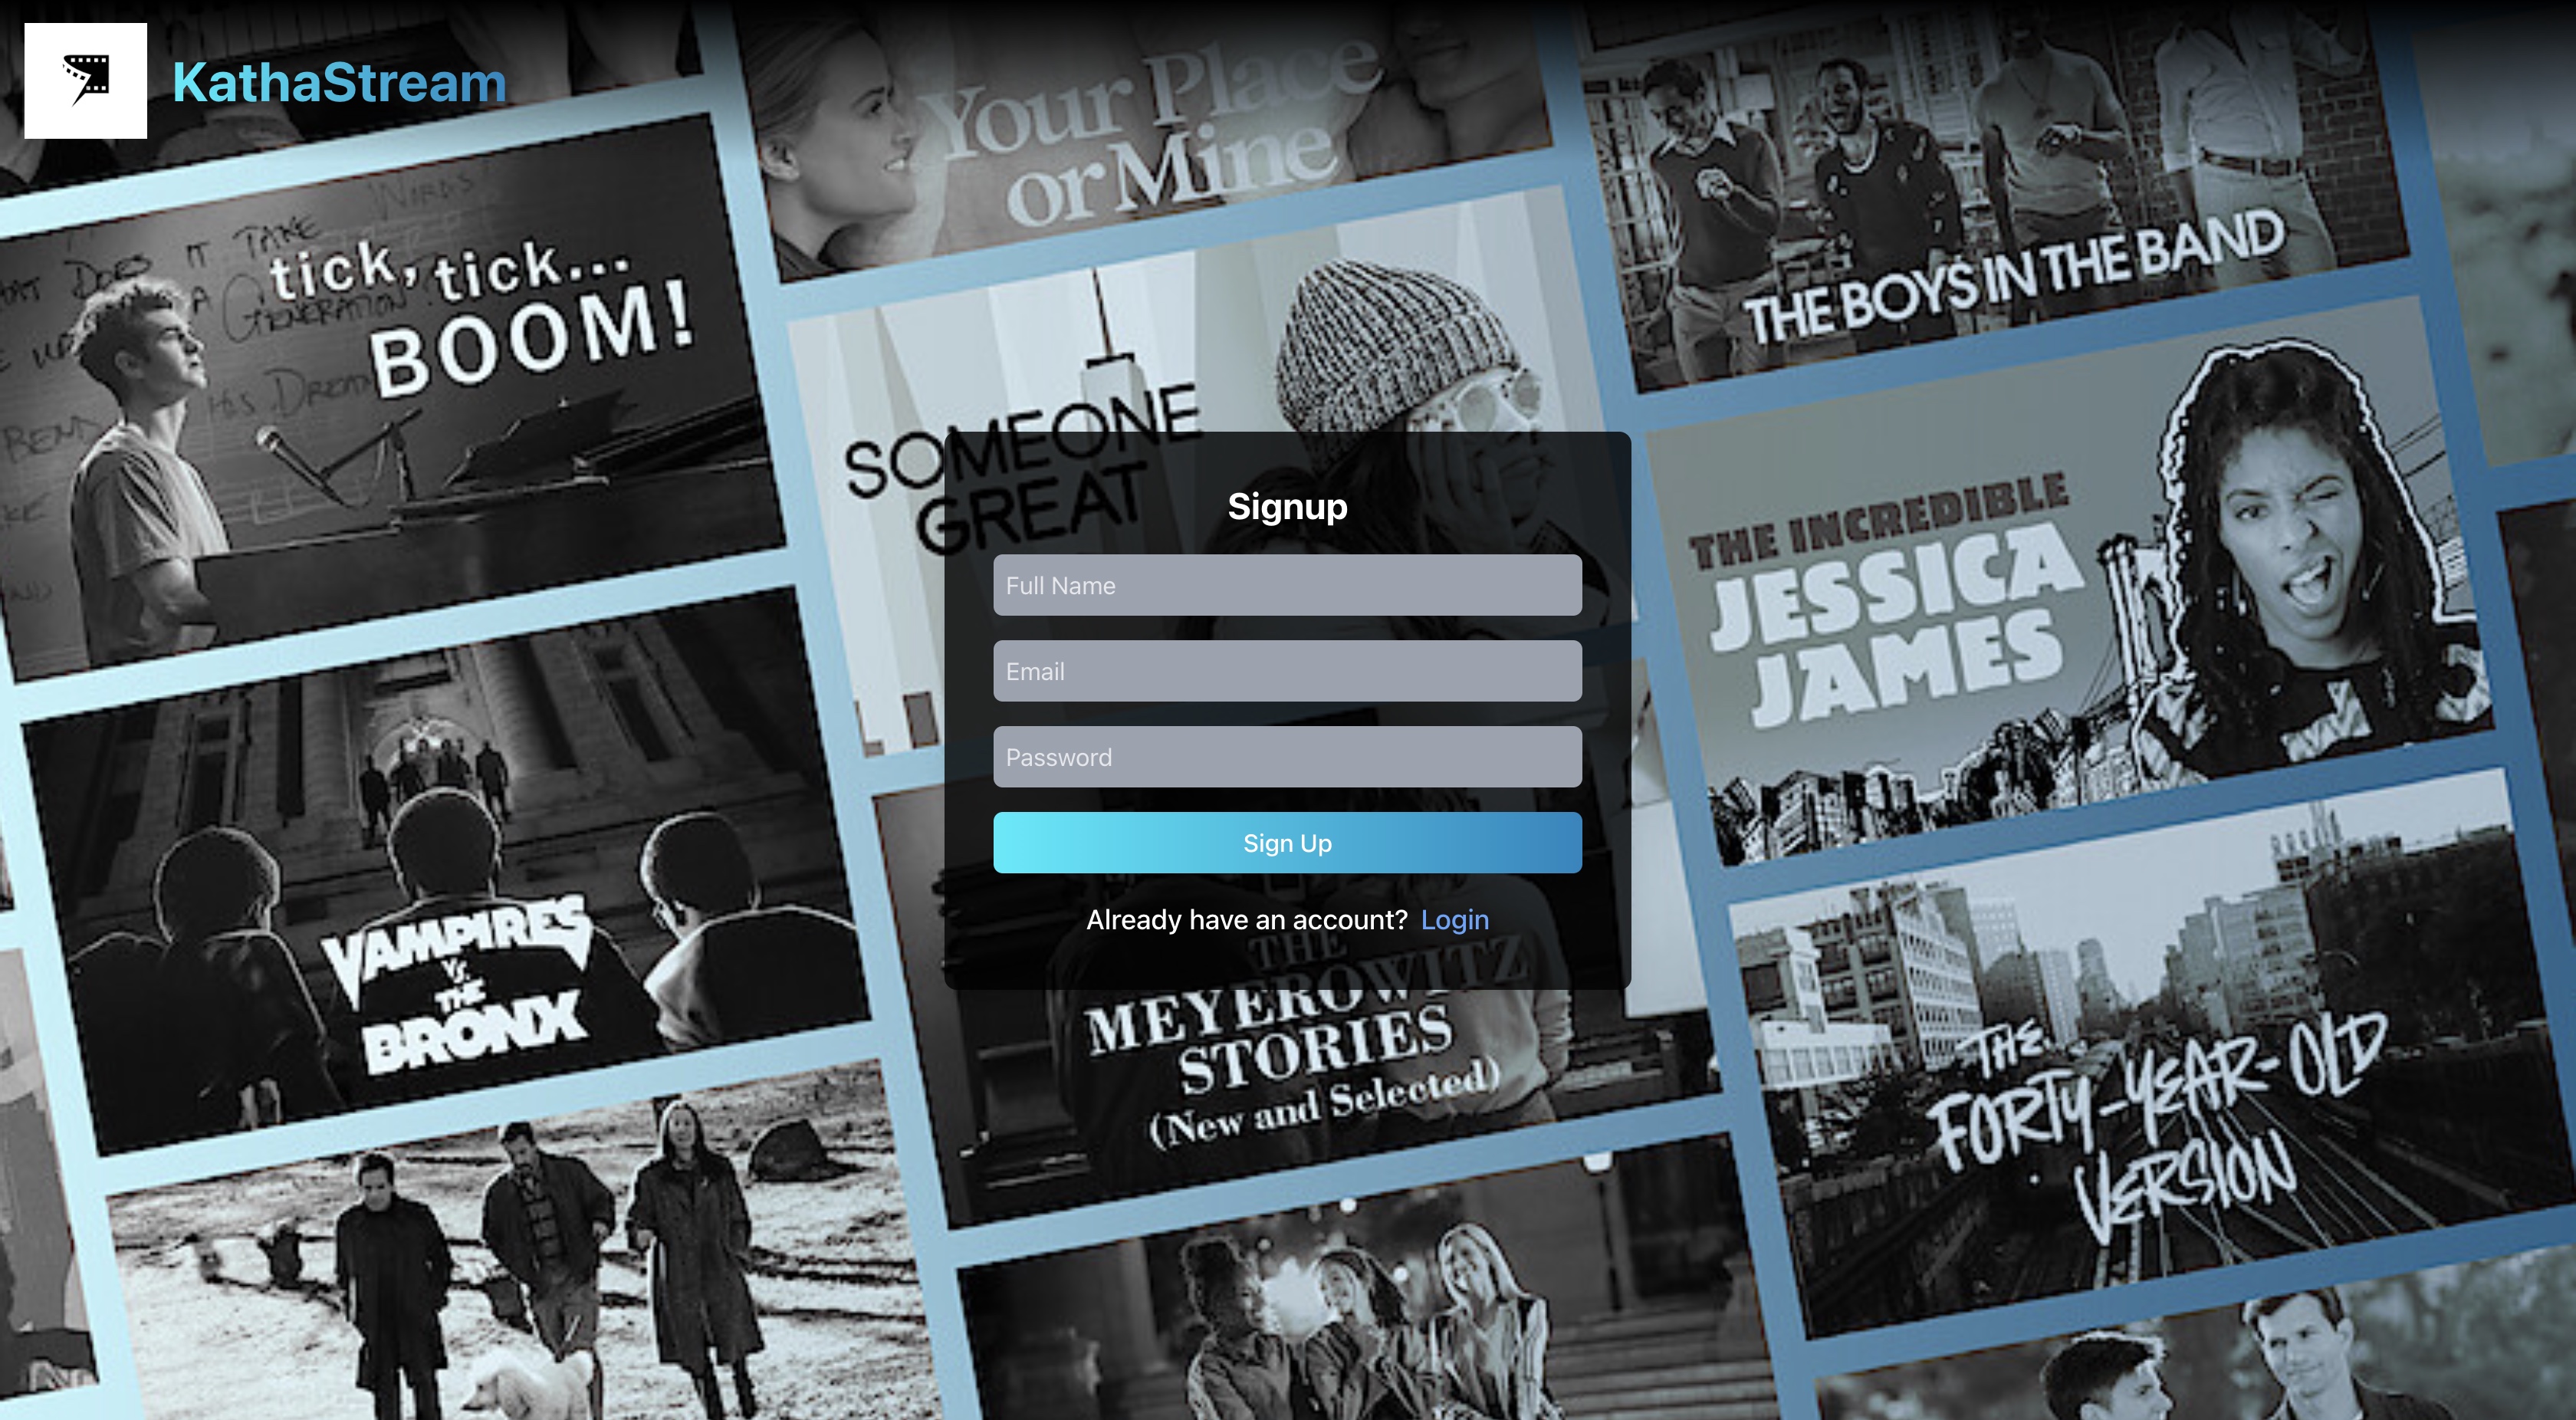 KathaStream
Your Place
or Mine
THE BOYS IN THE BAND
tick, tick...
BOOM!
SOMEONE
GREAT
THE INCREDIBLE
JESSICA
JAMES
Signup
Full Name
Email
Password
Sign Up
Already have an account? Login
VAMPIRES
VS.
THE
BRONX
THE
MEYEROWITZ
STORIES
(New and Selected)
THE
FORTY-YEAR-OLD
VERSION